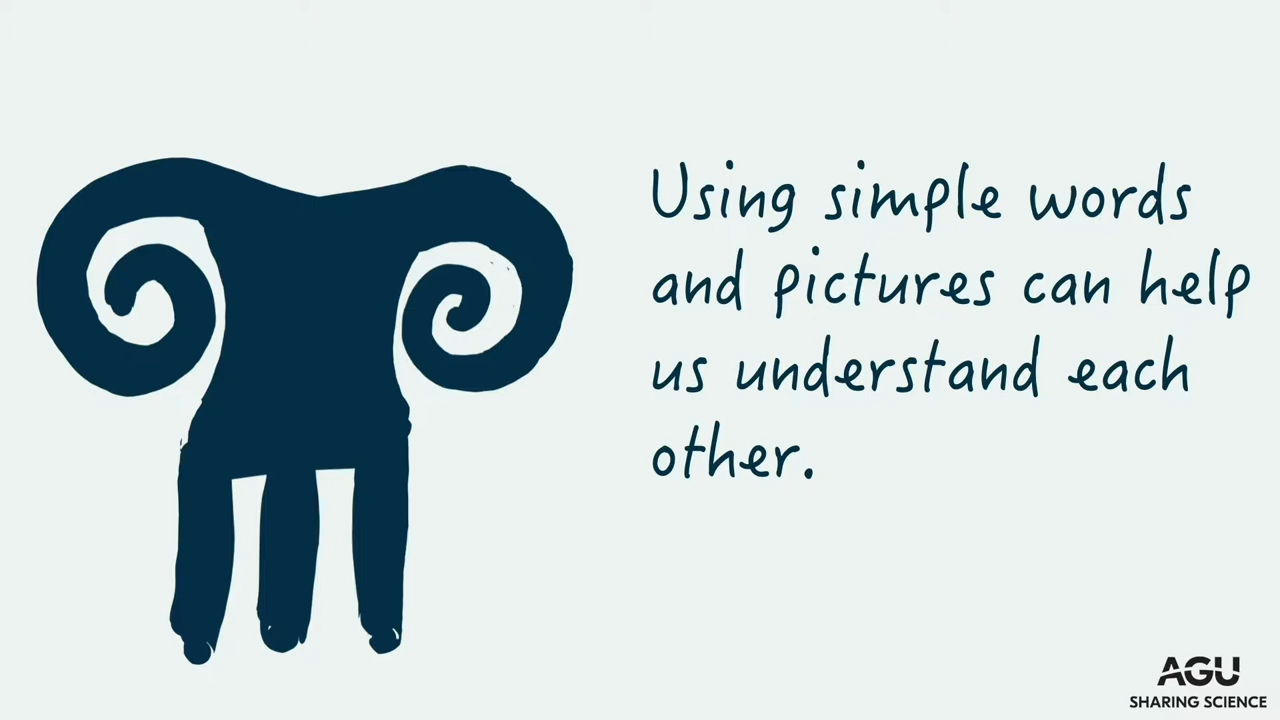 Using simple words
and pictures can help
us understand each
other.
AGU
SHARING SCIENCE